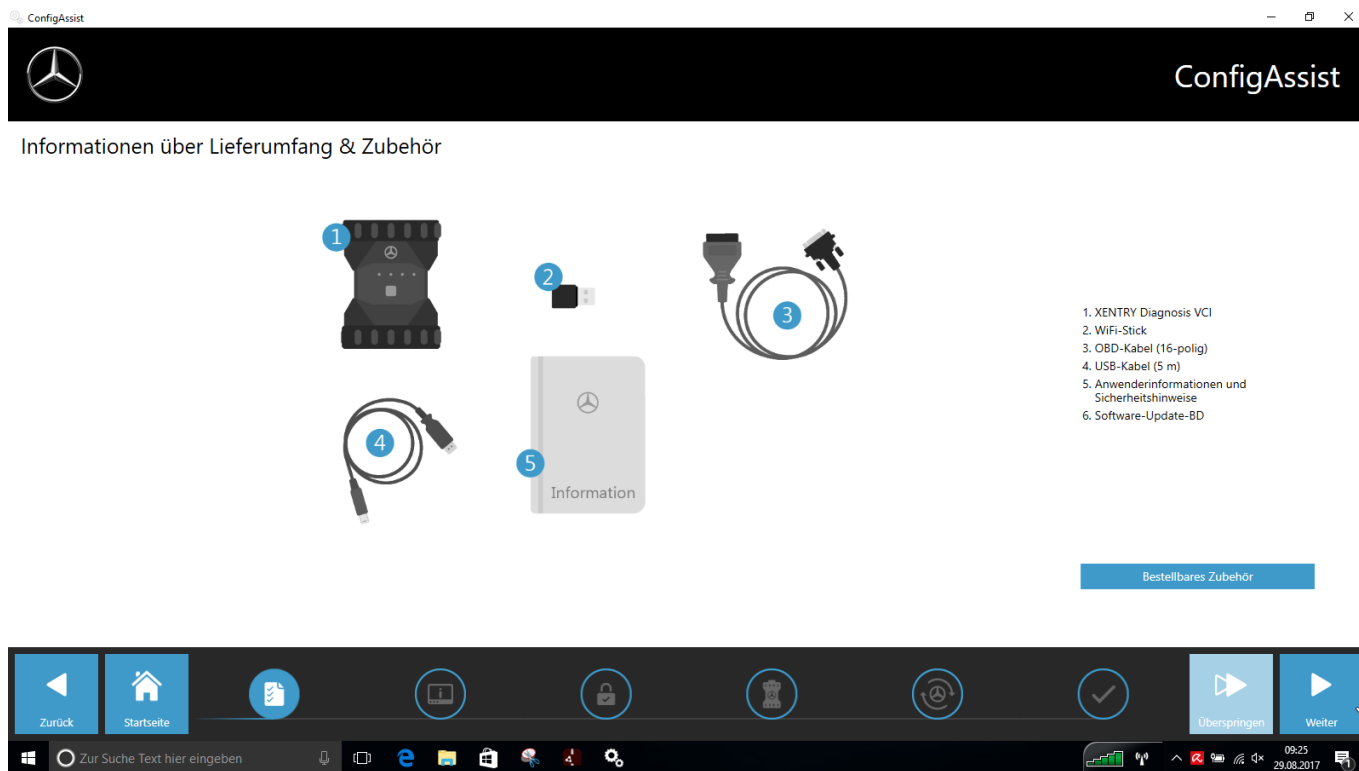 ConfigAssist
ConfigAssist
Informationen über Lieferumfang & Zubehör
1
2
3
4
5
Information
1. XENTRY Diagnosis VCI
2. WiFi-Stick
3. OBD-Kabel (16-polig)
4. USB-Kabel (5 m)
5. Anwenderinformationen und
Sicherheitshinweise
6. Software-Update-BD
Bestellbares Zubehör
Zurück
Startseite
Überspringen
Weiter
Zur Suche Text hier eingeben
09:25
29.08.2017
1